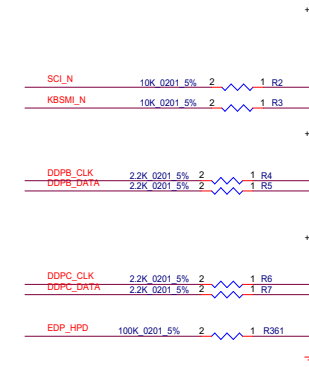 +
SCI_N 10K_0201_5% 2 1 R2
KBSMI_N 10K_0201_5% 2 1 R3
+
DDPB_CLK 2.2K_0201_5% 2 1 R4
DDPB_DATA 2.2K_0201_5% 2 1 R5
+
DDPC_CLK 2.2K_0201_5% 2 1 R6
DDPC_DATA 2.2K_0201_5% 2 1 R7
EDP_HPD 100K_0201_5% 2 1 R361